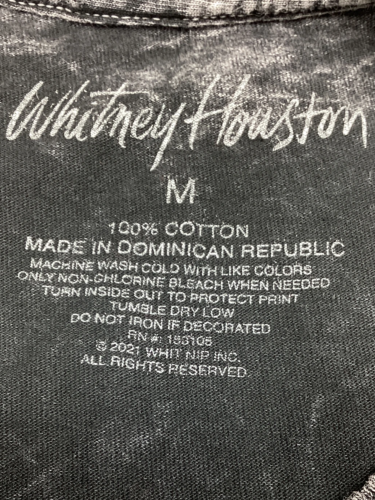 Whitney Houston
M
100% COTTON
MADE IN DOMINICAN REPUBLIC
MACHINE WASH COLD WITH LIKE COLORS
ONLY NON-CHLORINE BLEACH WHEN NEEDED
TURN INSIDE OUT TO PROTECT PRINT
TUMBLE DRY LOW
DO NOT IRON IF DECORATED
RN #: 153106
© 2021 WHIT NIP INC.
ALL RIGHTS RESERVED.